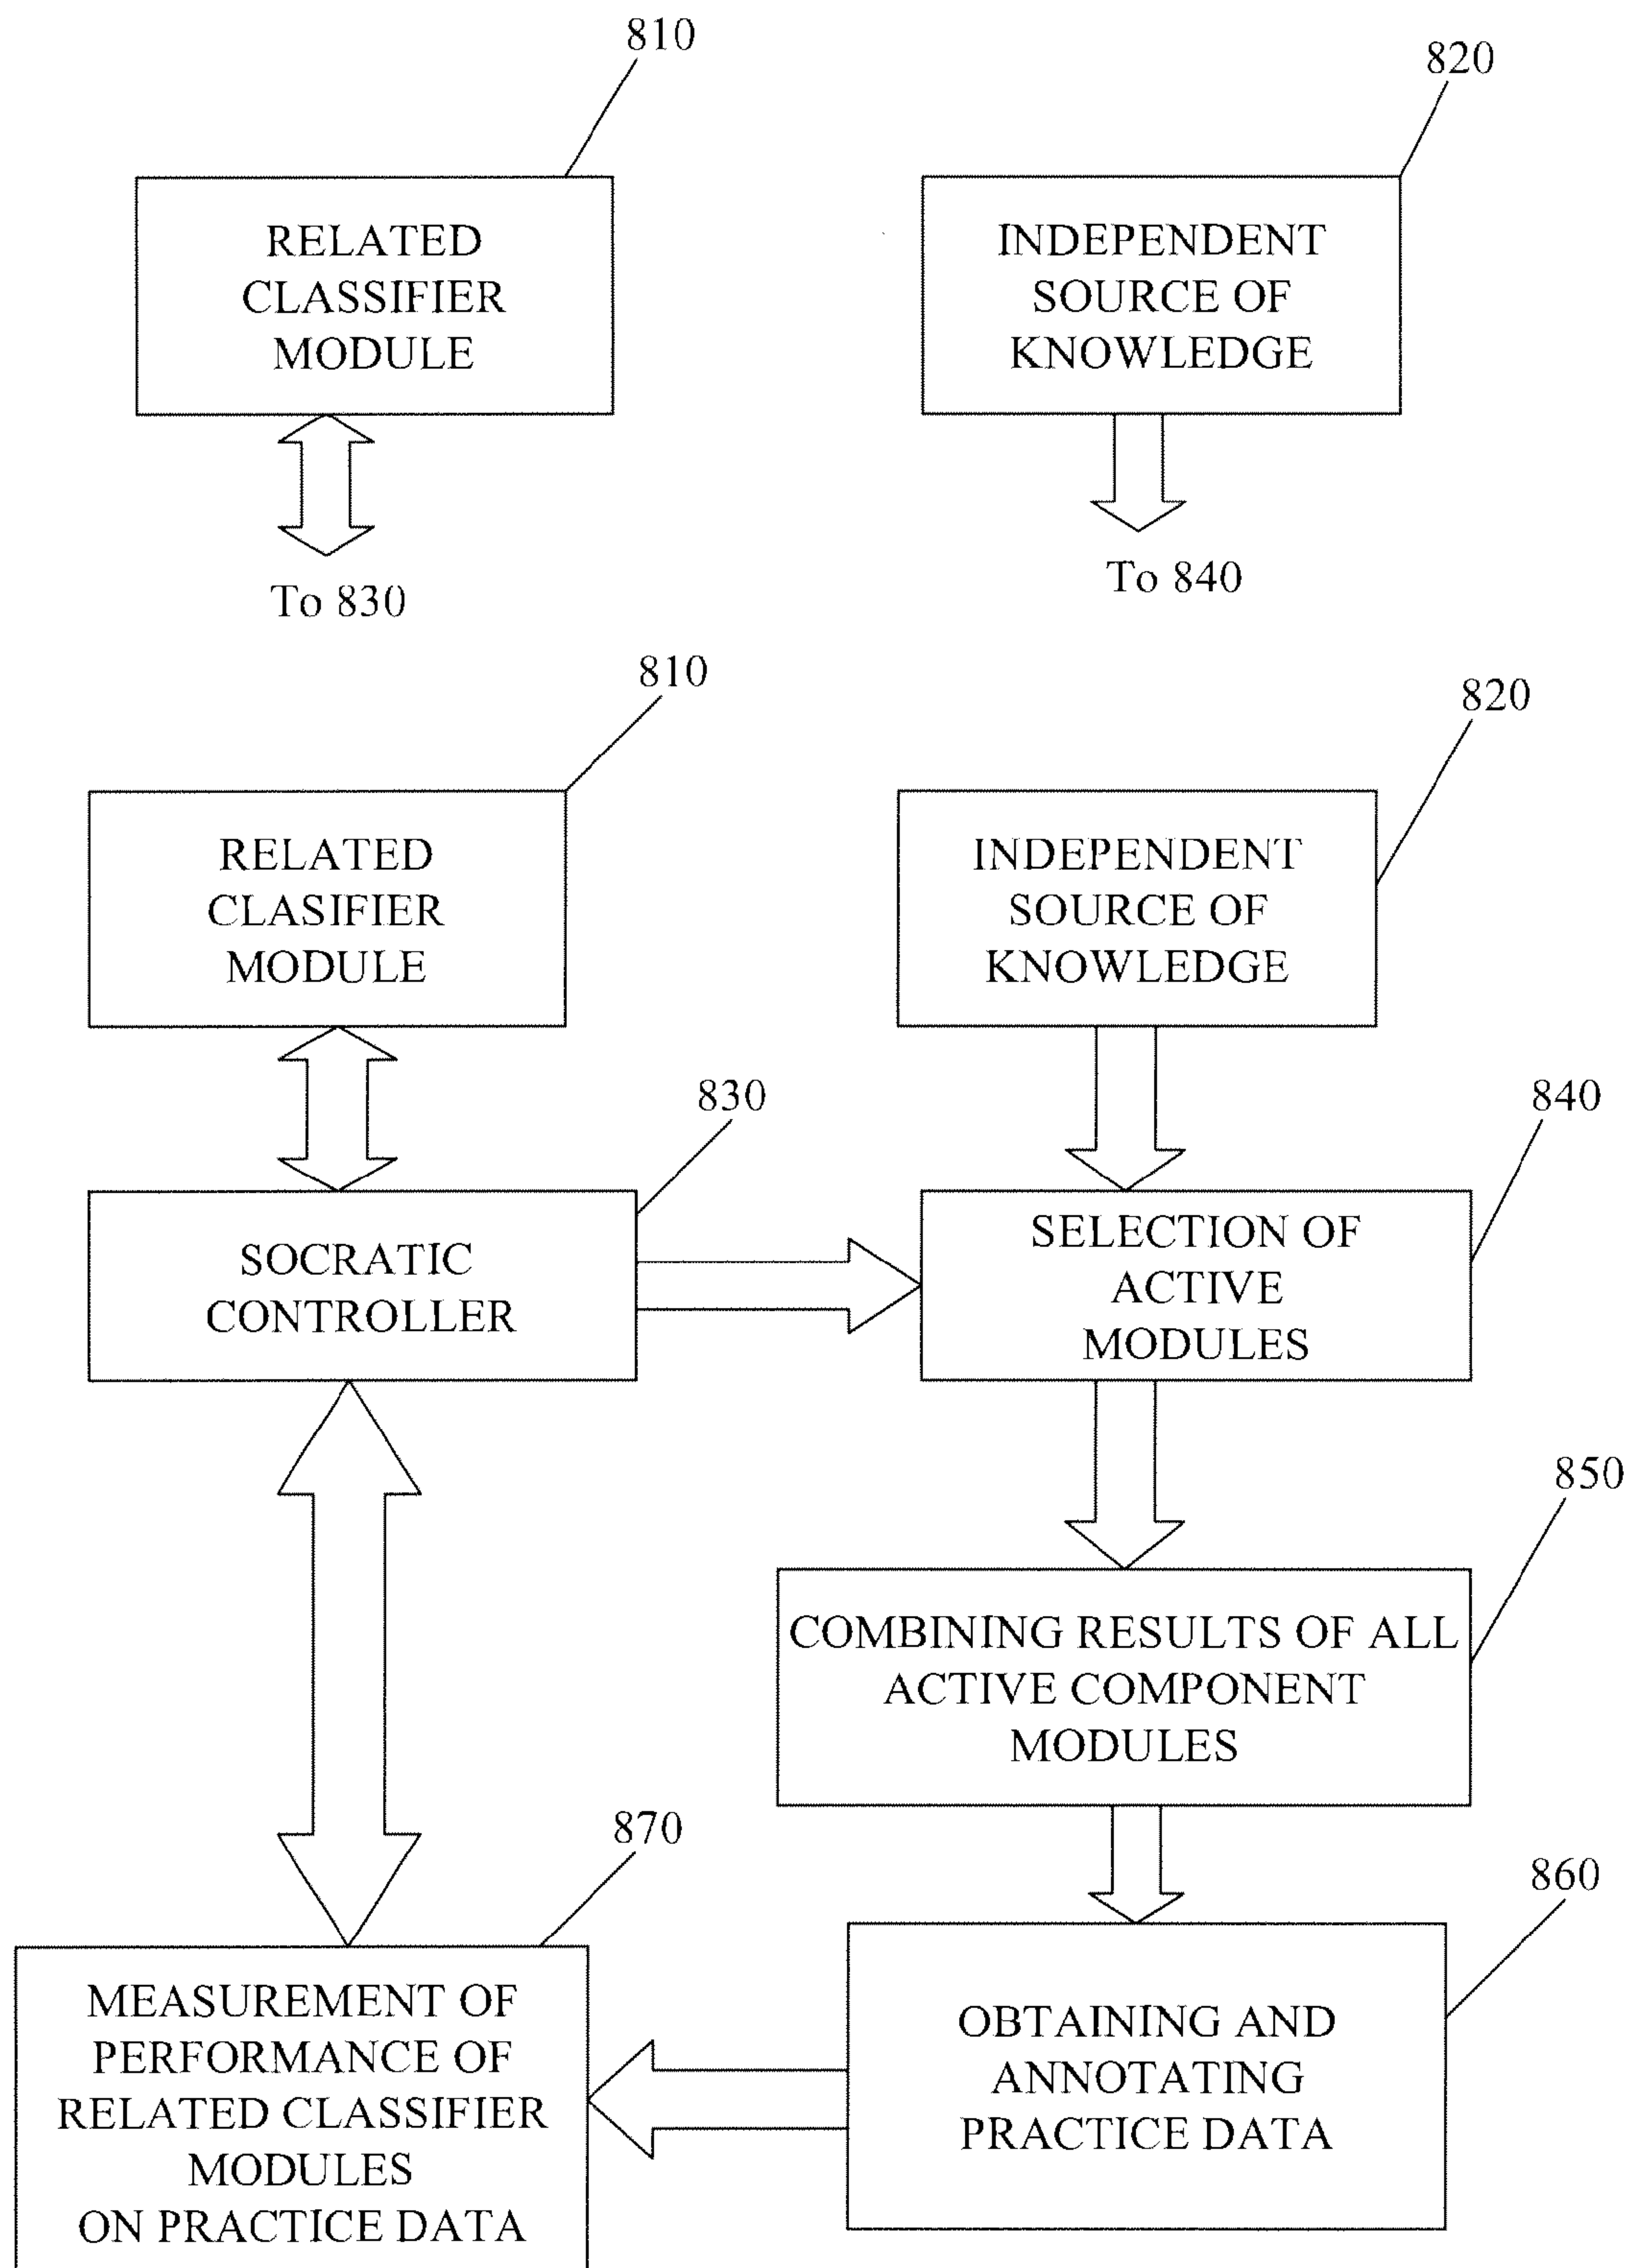 810
820
RELATED
CLASSIFIER
MODULE
INDEPENDENT
SOURCE OF
KNOWLEDGE
To 830
To 840
810
820
RELATED
CLASIFIER
MODULE
INDEPENDENT
SOURCE OF
KNOWLEDGE
830
840
SOCRATIC
CONTROLLER
SELECTION OF
ACTIVE
MODULES
850
COMBINING RESULTS OF ALL
ACTIVE COMPONENT
MODULES
870
860
MEASUREMENT OF
PERFORMANCE OF
RELATED CLASSIFIER
MODULES
ON PRACTICE DATA
OBTAINING AND
ANNOTATING
PRACTICE DATA